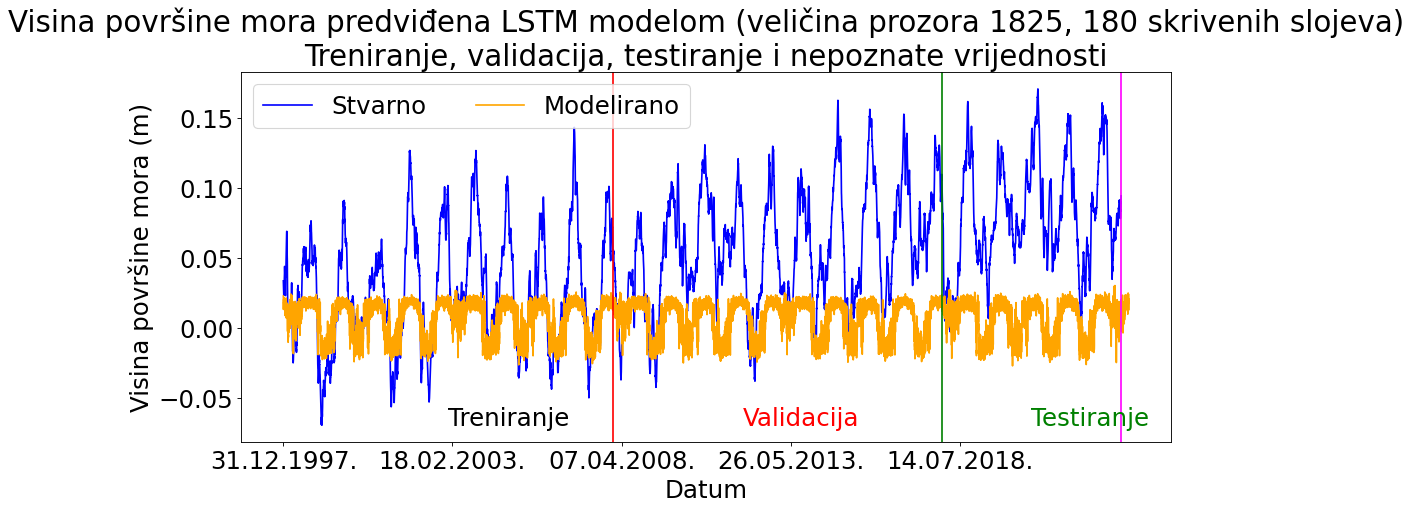 Visina površine mora predviđena LSTM modelom (veličina prozora 1825, 180 skrivenih slojeva)
Treniranje, validacija, testiranje i nepoznate vrijednosti
Stvarno Modelirano
Visina površine mora (m)
0.15
0.10
0.05
0.00
−0.05
Treniranje Validacija Testiranje
31.12.1997. 18.02.2003. 07.04.2008. 26.05.2013. 14.07.2018.
Datum